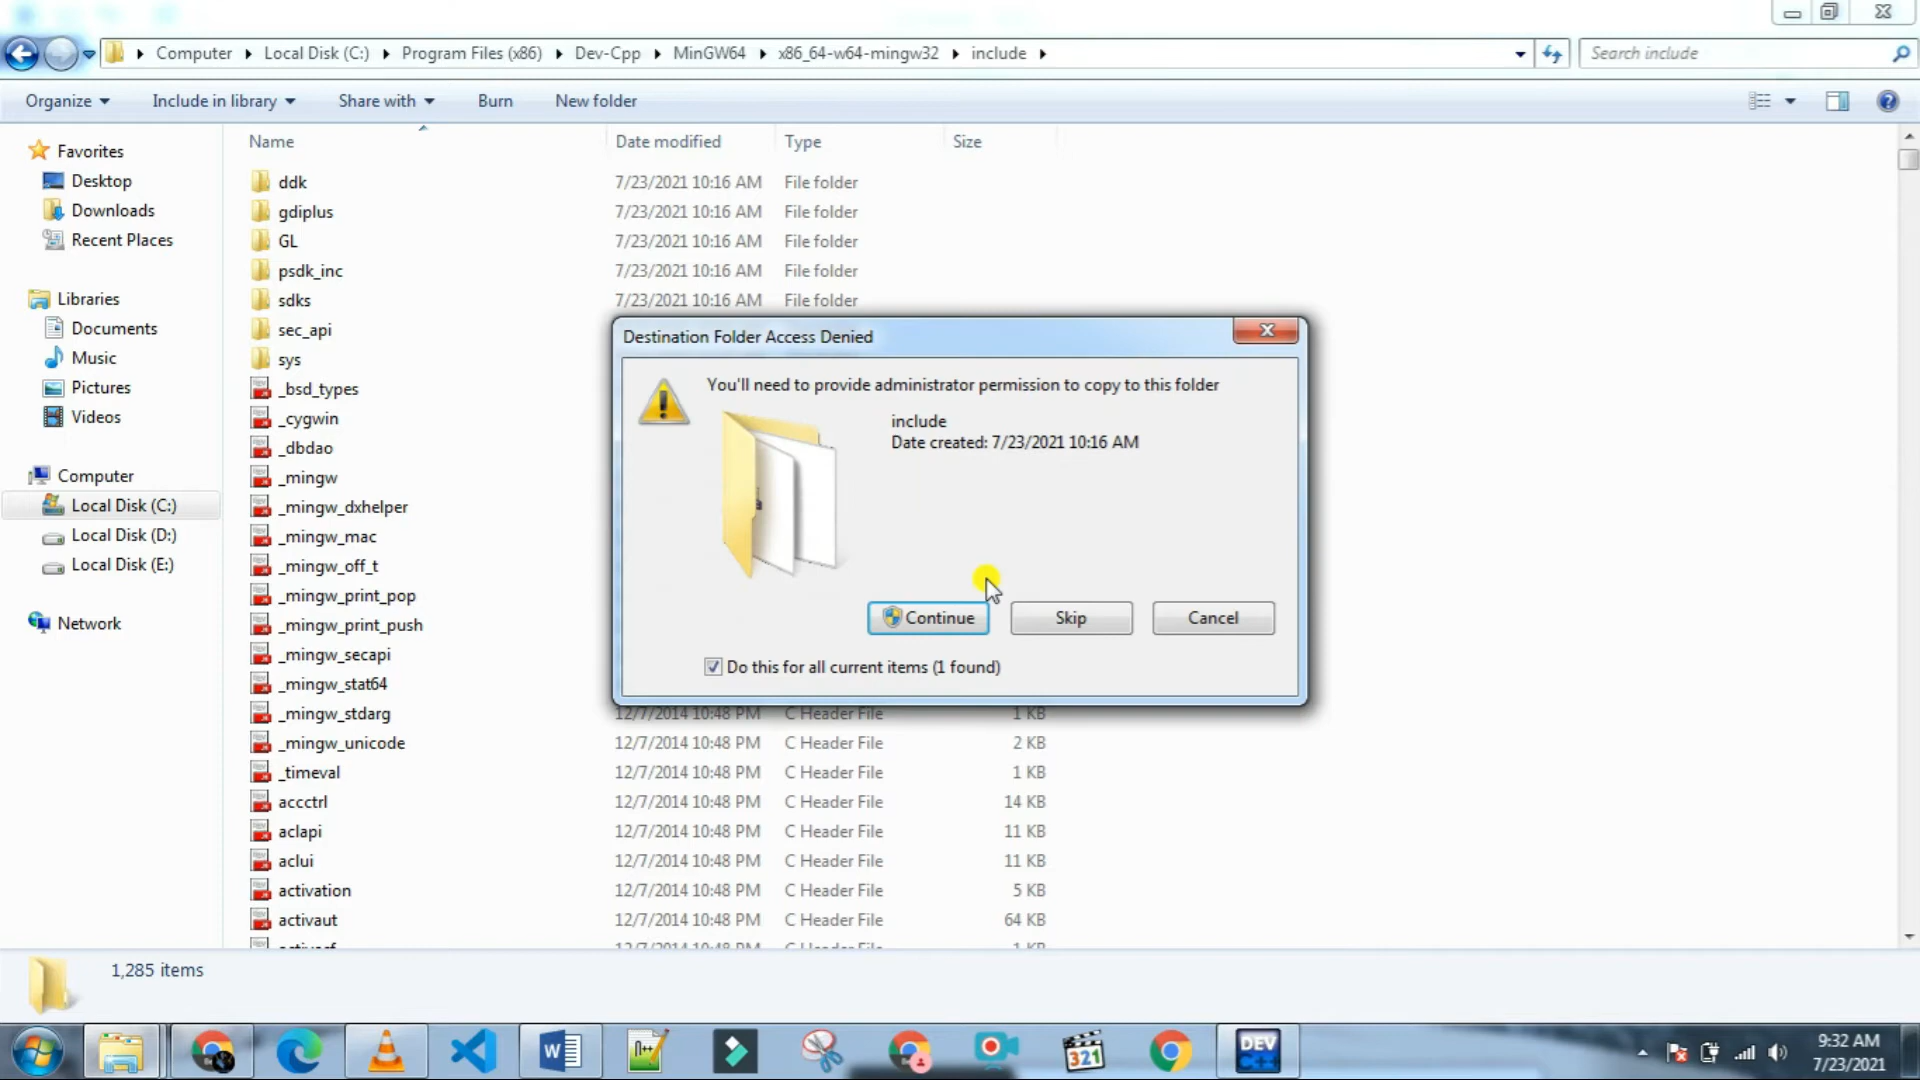 Computer Local Disk (C:) Program Files (x86) Dev-Cpp MinGW64 x86_64-w64-mingw32 include Search include
Organize Include in library Share with Burn New folder
Name Date modified Type Size
Favorites
Desktop
Downloads
Recent Places
Libraries
Documents
Music
Pictures
Videos
Computer
Local Disk (C:)
Local Disk (D:)
Local Disk (E:)
Network
ddk 7/23/2021 10:16 AM File folder
gdiplus 7/23/2021 10:16 AM File folder
GL 7/23/2021 10:16 AM File folder
psdk_inc 7/23/2021 10:16 AM File folder
sdks 7/23/2021 10:16 AM File folder
sec_api
sys
_bsd_types
_cygwin
_dbdao
_mingw
_mingw_dxhelper
_mingw_mac
_mingw_off_t
_mingw_print_pop
_mingw_print_push
_mingw_secapi
_mingw_stat64
_mingw_stdarg 12/7/2014 10:48 PM C Header File 1 KB
_mingw_unicode 12/7/2014 10:48 PM C Header File 2 KB
_timeval 12/7/2014 10:48 PM C Header File 1 KB
accctrl 12/7/2014 10:48 PM C Header File 14 KB
aclapi 12/7/2014 10:48 PM C Header File 11 KB
aclui 12/7/2014 10:48 PM C Header File 11 KB
activation 12/7/2014 10:48 PM C Header File 5 KB
activaut 12/7/2014 10:48 PM C Header File 64 KB
Destination Folder Access Denied
You'll need to provide administrator permission to copy to this folder
include
Date created: 7/23/2021 10:16 AM
Continue Skip Cancel
Do this for all current items (1 found)
1,285 items
W
N++
321
DEV
C++
9:32 AM
7/23/2021